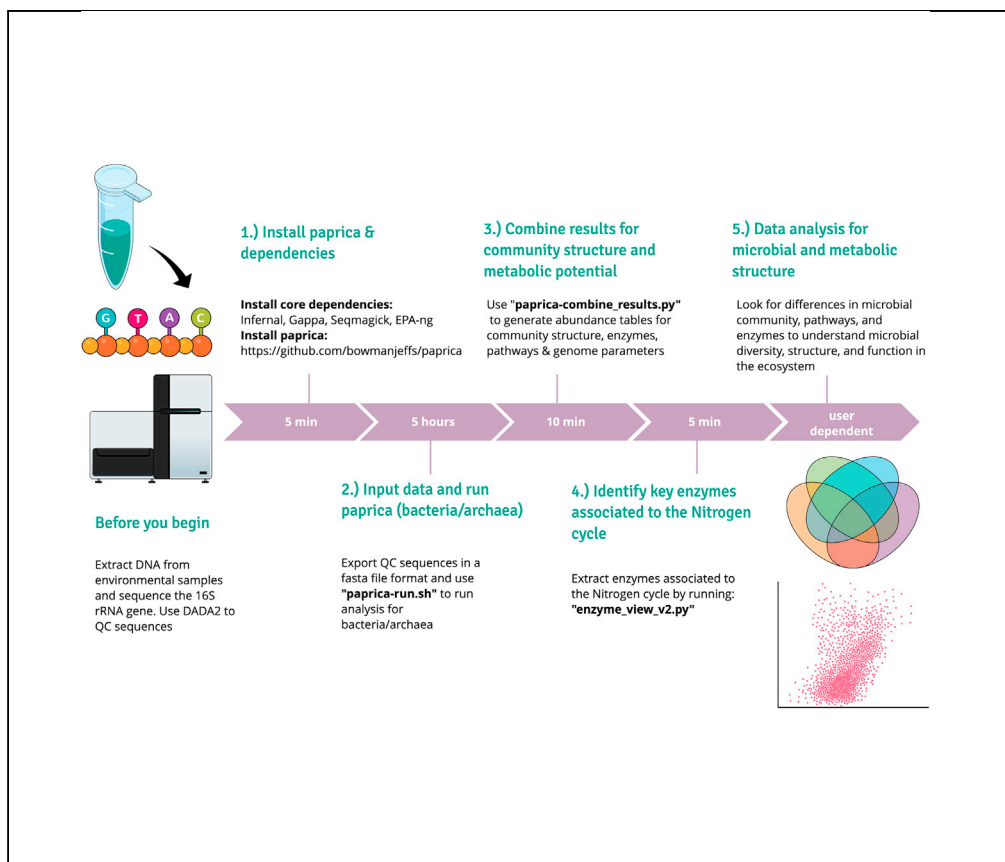 G T A C
Before you begin
Extract DNA from
environmental samples
and sequence the 16S
rRNA gene. Use DADA2 to
QC sequences
1.) Install paprica &
dependencies
Install core dependencies:
Infernal, Gappa, Seqmagick, EPA-ng
Install paprica:
https://github.com/bowmanjeffs/paprica
5 min
5 hours
2.) Input data and run
paprica (bacteria/archaea)
Export QC sequences in a
fasta file format and use
"paprica-run.sh" to run
analysis for
bacteria/archaea
3.) Combine results for
community structure and
metabolic potential
Use "paprica-combine_results.py"
to generate abundance tables for
community structure, enzymes,
pathways & genome parameters
10 min
5 min
4.) Identify key enzymes
associated to the Nitrogen
cycle
Extract enzymes associated to
the Nitrogen cycle by running:
"enzyme_view_v2.py"
5.) Data analysis for
microbial and metabolic
structure
Look for differences in microbial
community, pathways, and
enzymes to understand microbial
diversity, structure, and function in
the ecosystem
user
dependent